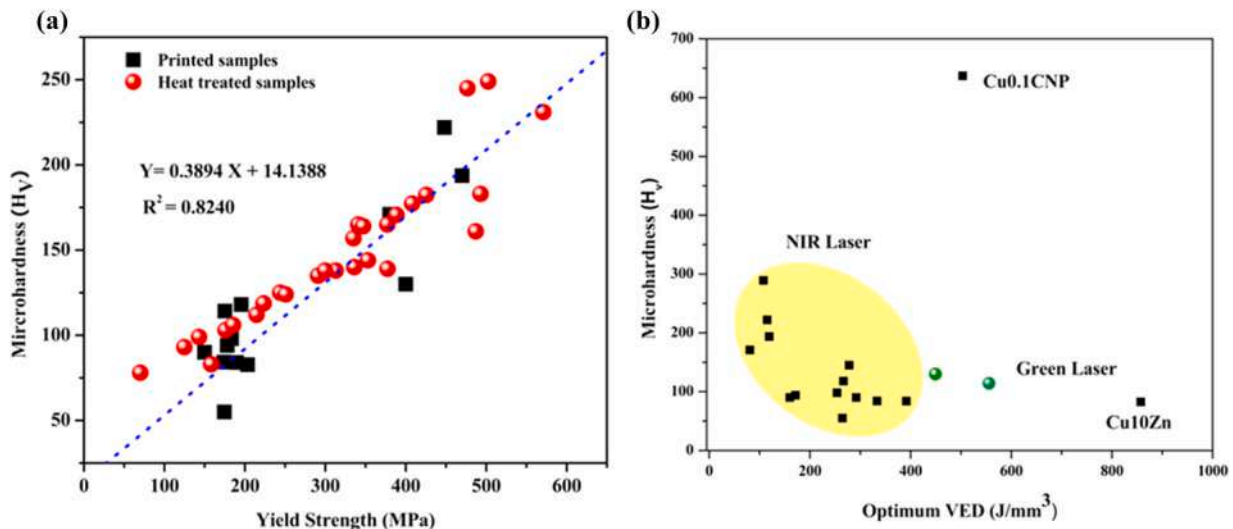 (a)
Printed samples
Heat treated samples
Y= 0.3894 X + 14.1388
R² = 0.8240
250
200
150
100
50
0
100
200
300
400
500
600
Mircrohardness (HV)
Yield Strength (MPa)
(b)
700
600
500
400
300
200
100
0
0
200
400
600
800
1000
Microhardness (Hv)
Optimum VED (J/mm³)
Cu0.1CNP
NIR Laser
Green Laser
Cu10Zn